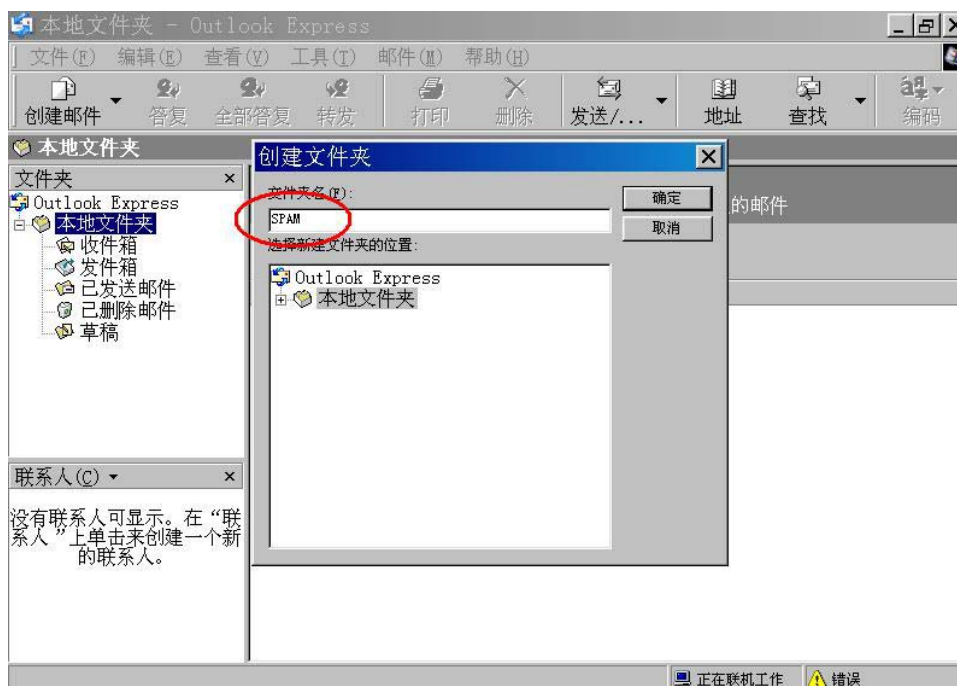 本地文件夹 - Outlook Express
文件(F) 编辑(E) 查看(V) 工具(T) 邮件(M) 帮助(H)
创建邮件 答复 全部答复 转发 打印 删除 发送/... 地址 查找 编码
本地文件夹
文件夹
Outlook Express
本地文件夹
收件箱
发件箱
已发送邮件
已删除邮件
草稿
创建文件夹
文件夹名(F):
SPAM
确定
取消
选择新建文件夹的位置:
Outlook Express
本地文件夹
的邮件
联系人(C)
没有联系人可显示。在“联
系人”上单击来创建一个新
的联系人。
正在联机工作 错误